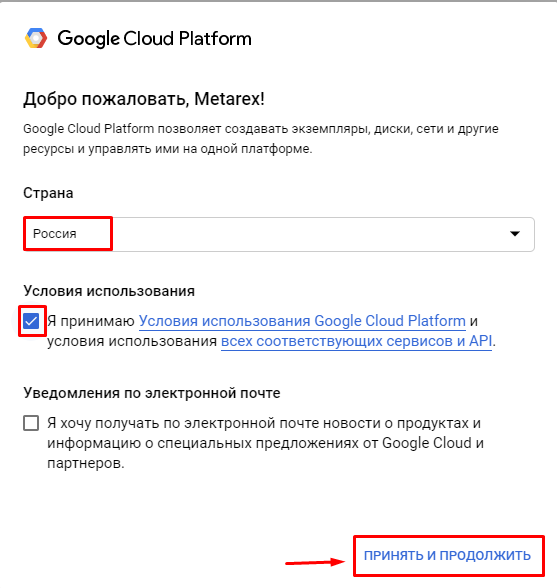 Google Cloud Platform
Добро пожаловать, Metarex!
Google Cloud Platform позволяет создавать экземпляры, диски, сети и другие
ресурсы и управлять ими на одной платформе.
Страна
Россия
Условия использования
Я принимаю Условия использования Google Cloud Platform и
условия использования всех соответствующих сервисов и API.
Уведомления по электронной почте
Я хочу получать по электронной почте новости о продуктах и
информацию о специальных предложениях от Google Cloud и
партнеров.
ПРИНЯТЬ И ПРОДОЛЖИТЬ